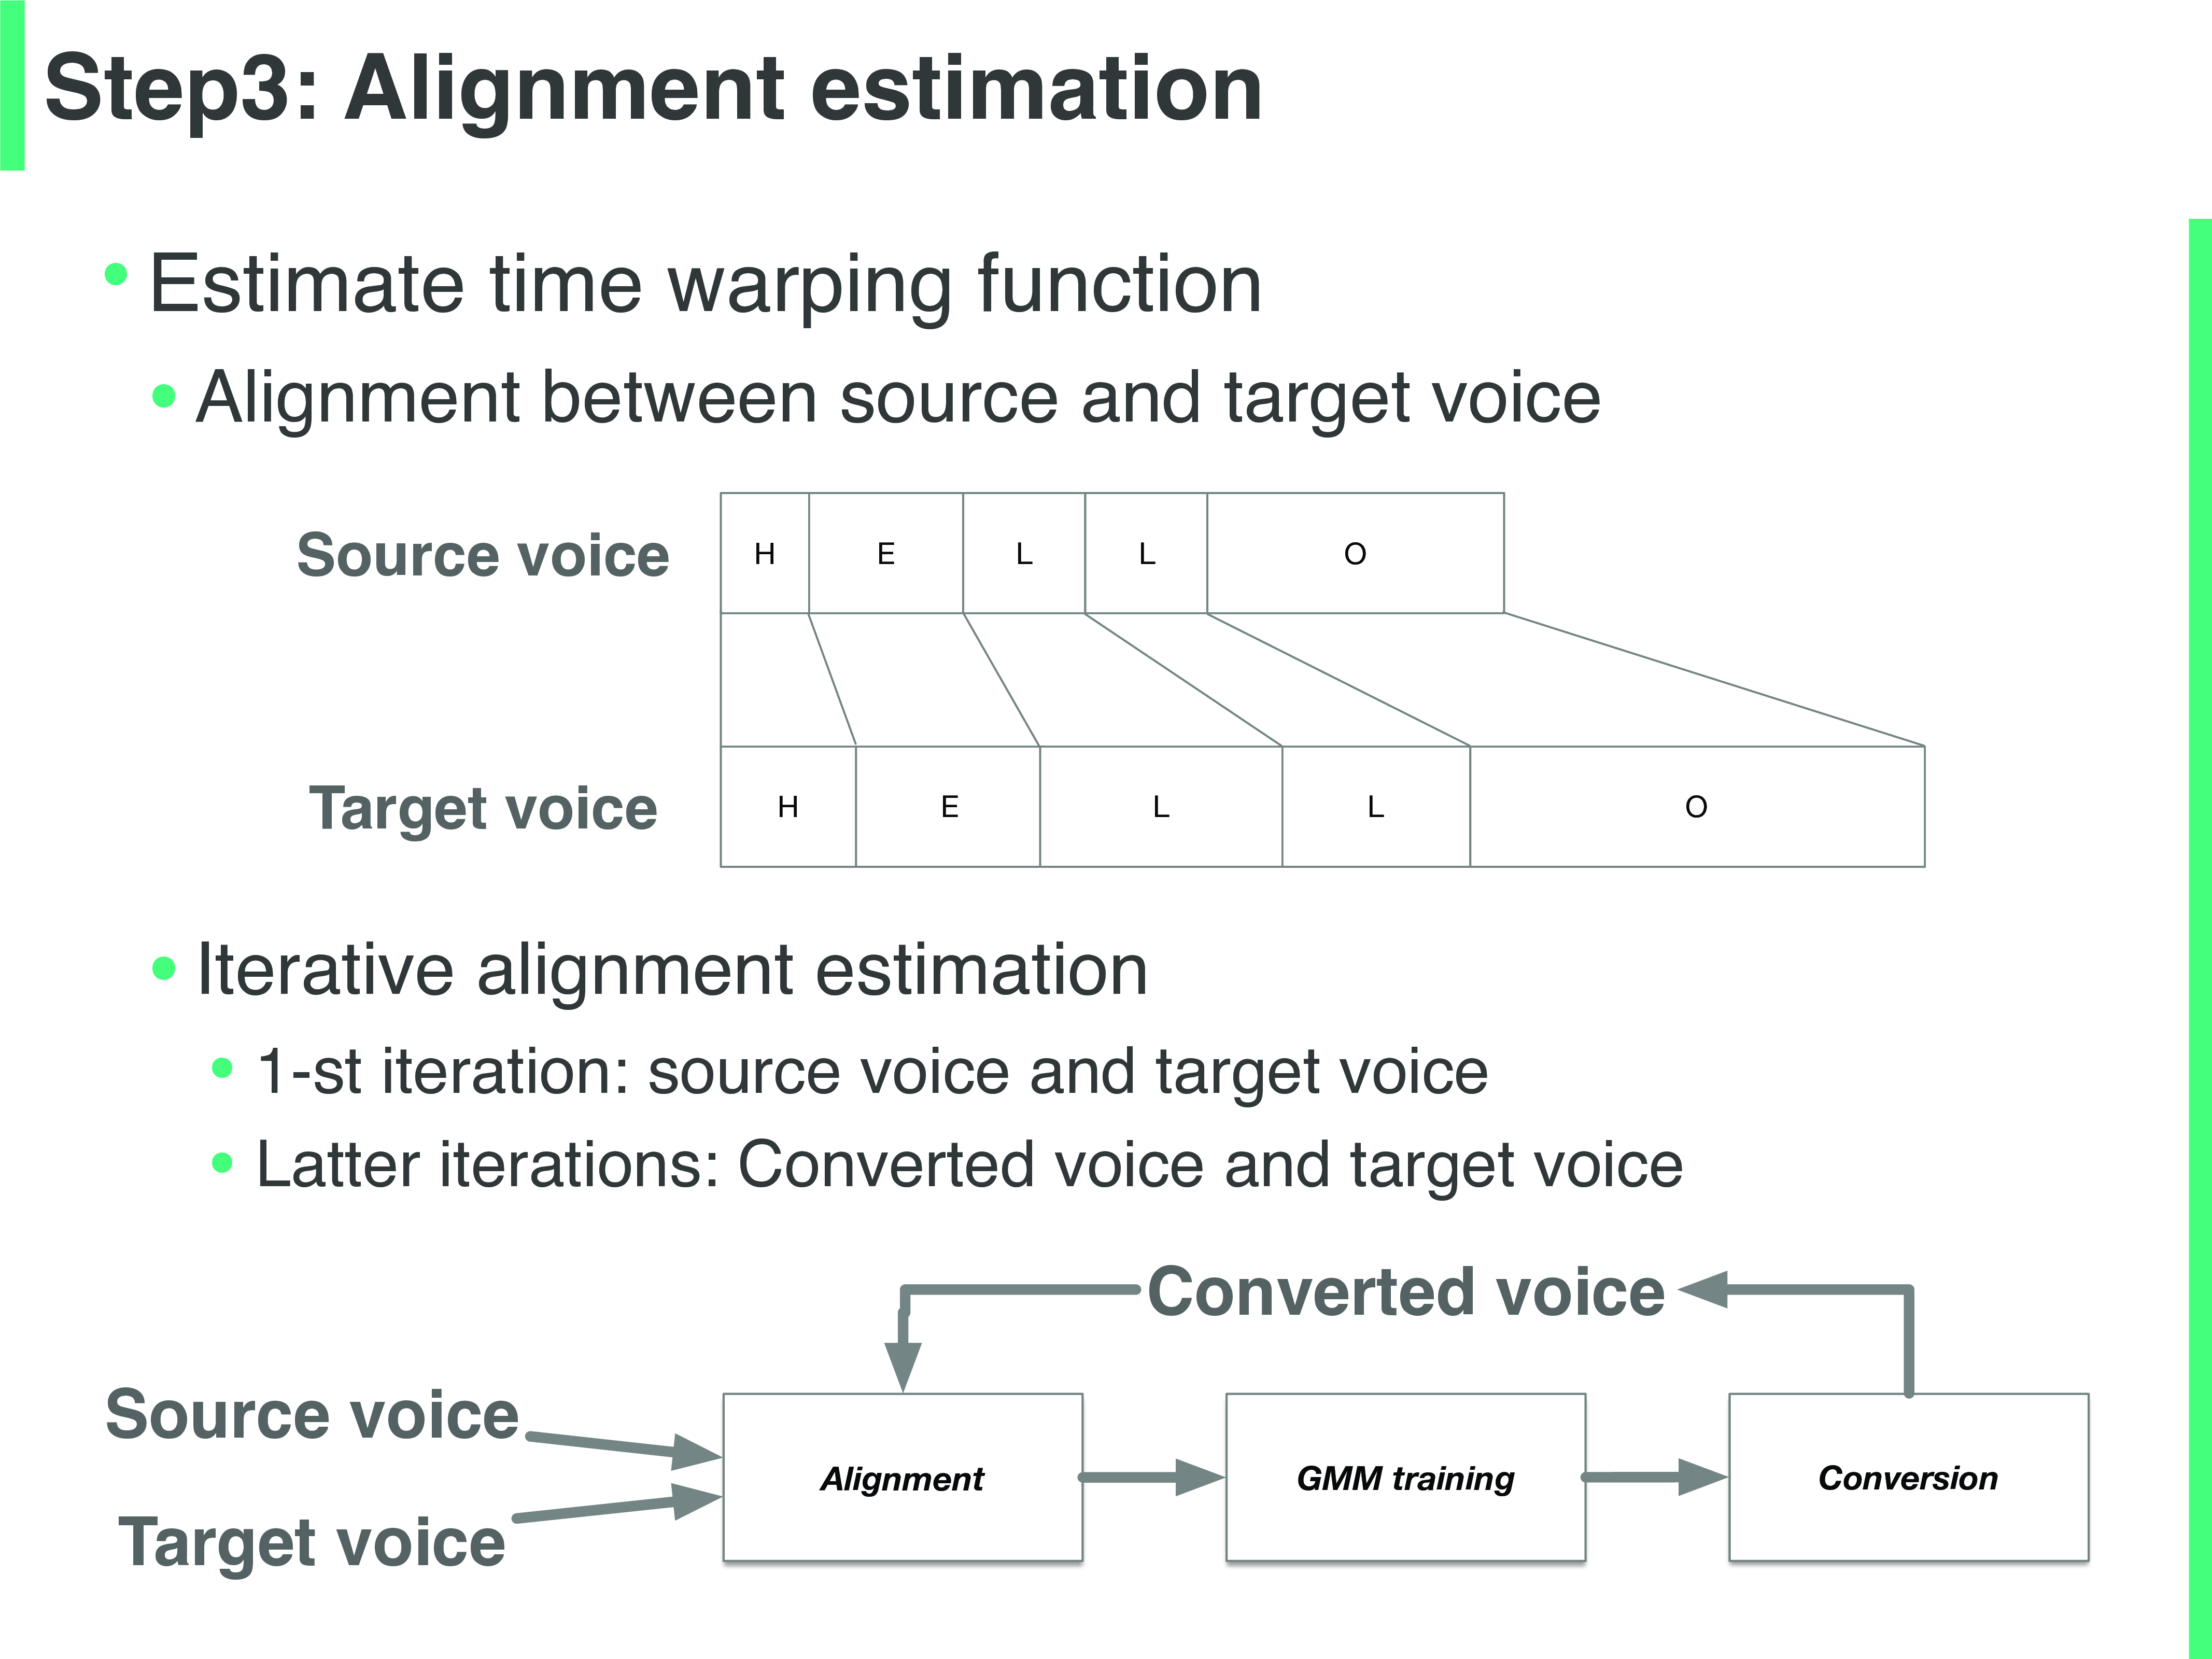 Step3: Alignment estimation
• Estimate time warping function
• Alignment between source and target voice
Source voice H E L L O
Target voice H E L L O
• Iterative alignment estimation
• 1-st iteration: source voice and target voice
• Latter iterations: Converted voice and target voice
Converted voice
Source voice
Alignment GMM training Conversion
Target voice